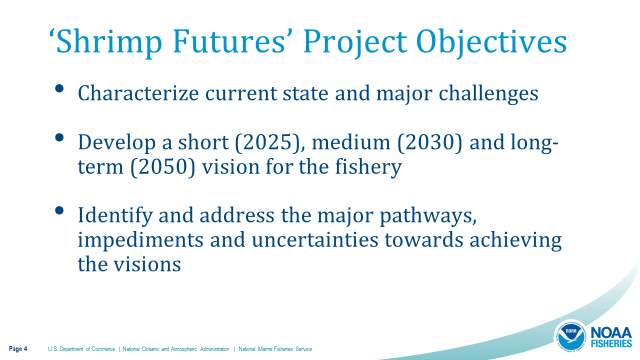 ‘Shrimp Futures’ Project Objectives
• Characterize current state and major challenges
• Develop a short (2025), medium (2030) and long-
term (2050) vision for the fishery
• Identify and address the major pathways,
impediments and uncertainties towards achieving
the visions
noaa
NOAA
FISHERIES
Page 4
U.S. Department of Commerce | National Oceanic and Atmospheric Administration | National Marine Fisheries Service